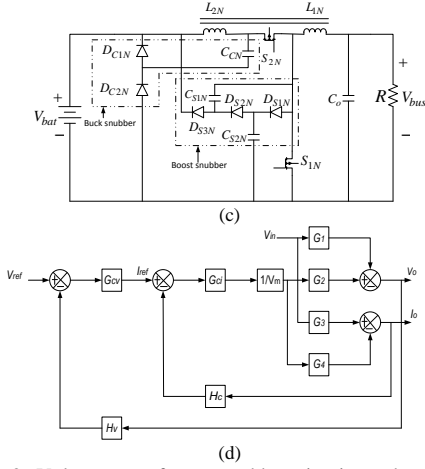 L2N L1N
DC1N CCN S2N
DC2N CS1N DS2N DS1N
Vbat Buck snubber DS3N CS2N Co R Vbus
S1N
Boost snubber
(c)
Vin G1
Vref Gcv Iref Gci 1/Vm G2 Vo
G3 Io
G4
Hc
Hv
(d)